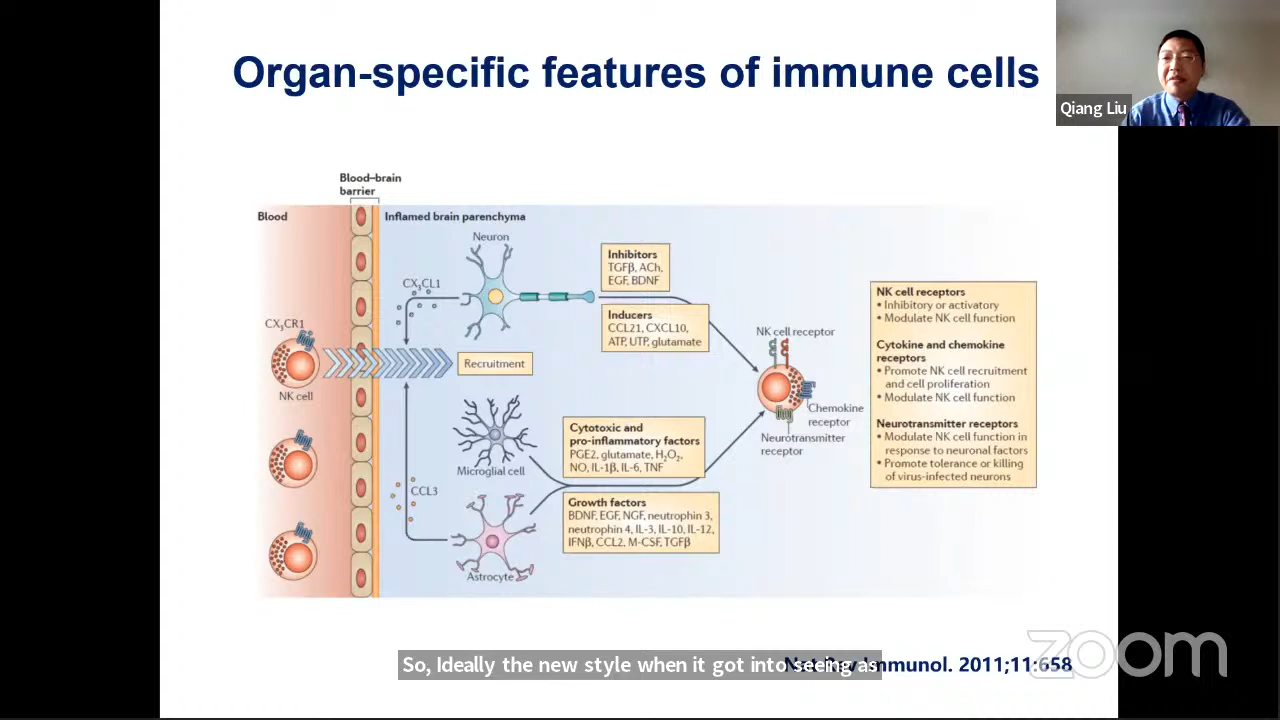 Organ-specific features of immune cells
Qiang Liu
Blood–brain
barrier
Blood
Inflamed brain parenchyma
Neuron
CX₃CL1
Inhibitors
TGFβ, ACh,
EGF, BDNF
Inducers
CCL21, CXCL10,
ATP, UTP, glutamate
CX₃CR1
NK cell
Recruitment
NK cell receptor
Chemokine
receptor
Neurotransmitter
receptor
Microglial cell
Cytotoxic and
pro-inflammatory factors
PGE2, glutamate, H₂O₂,
NO, IL-1β, IL-6, TNF
CCL3
Growth factors
BDNF, EGF, NGF, neutrophin 3,
neutrophin 4, IL-3, IL-10, IL-12,
IFNβ, CCL2, M-CSF, TGFβ
Astrocyte
NK cell receptors
• Inhibitory or activatory
• Modulate NK cell function
Cytokine and chemokine
receptors
• Promote NK cell recruitment
and cell proliferation
• Modulate NK cell function
Neurotransmitter receptors
• Modulate NK cell function in
response to neuronal factors
• Promote tolerance or killing
of virus-infected neurons
So, Ideally the new style when it got into seeing as
Immunol. 2011;11:658
zoom